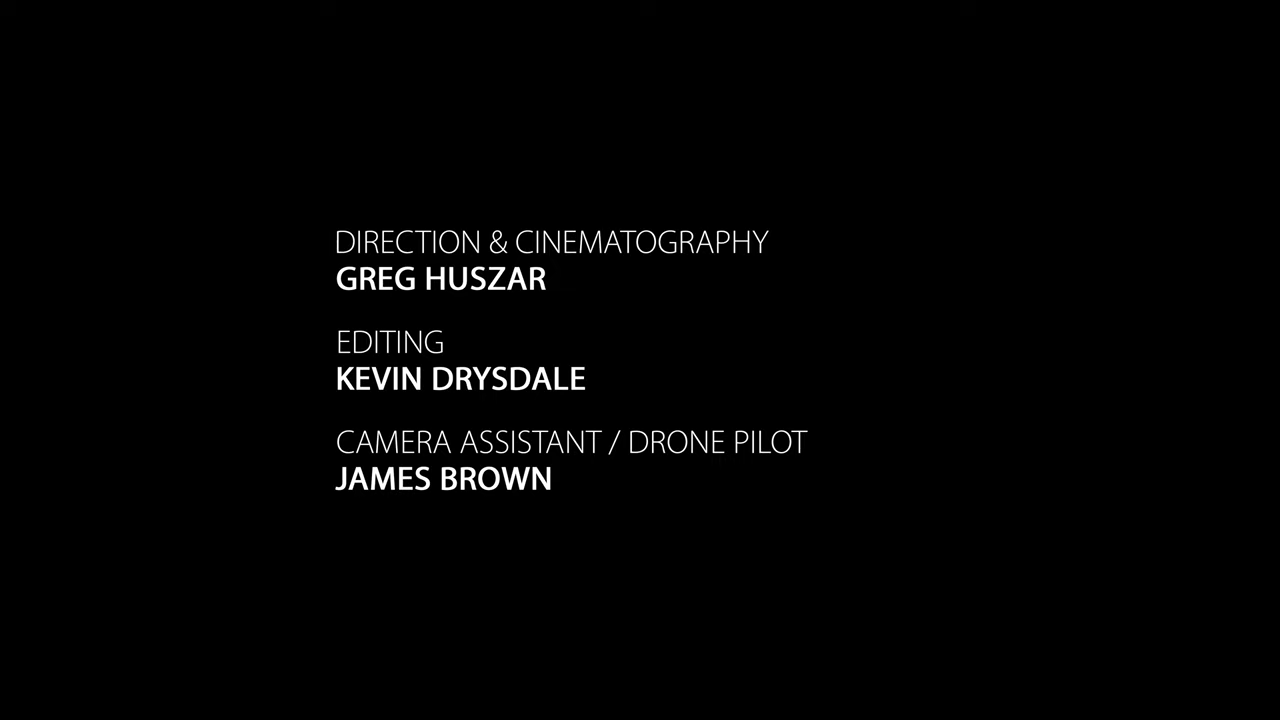 DIRECTION & CINEMATOGRAPHY
GREG HUSZAR
EDITING
KEVIN DRYSDALE
CAMERA ASSISTANT / DRONE PILOT
JAMES BROWN